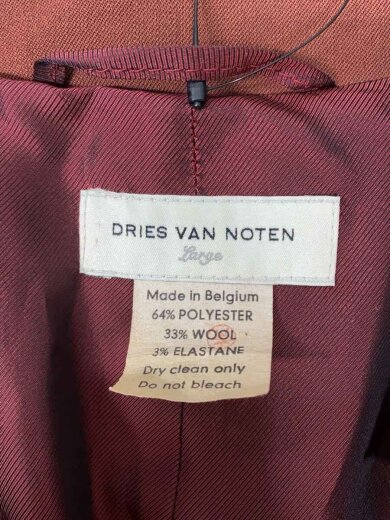 DRIES VAN NOTEN
Large
Made in Belgium
64% POLYESTER
33% WOOL
3% ELASTANE
Dry clean only
Do not bleach